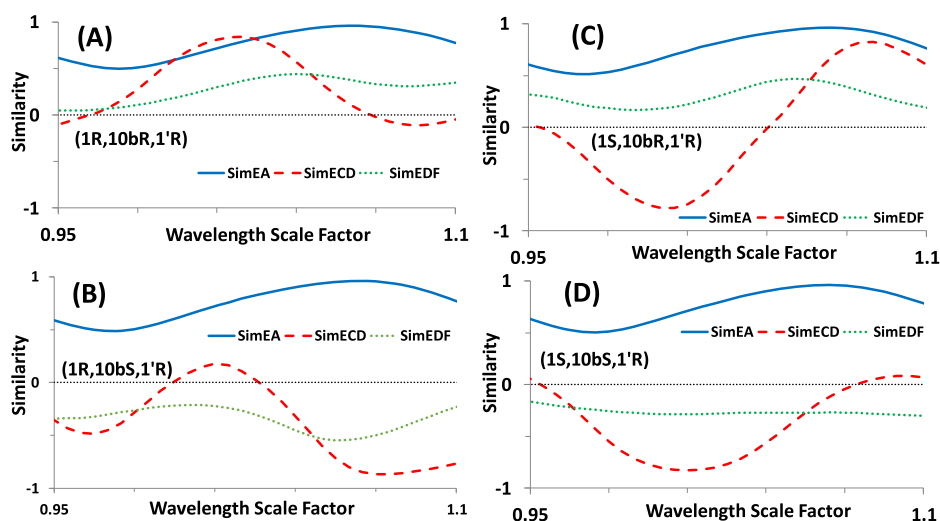 (A)
1
0
-1
Similarity
(1R,10bR,1'R)
SimEA SimECD SimEDF
0.95 Wavelength Scale Factor 1.1
(C)
1
0
-1
Similarity
(1S,10bR,1'R)
SimEA SimECD SimEDF
0.95 Wavelength Scale Factor 1.1
(B)
1
0
-1
Similarity
SimEA SimECD SimEDF
(1R,10bS,1'R)
0.95 Wavelength Scale Factor 1.1
(D)
1
0
-1
Similarity
SimEA SimECD SimEDF
(1S,10bS,1'R)
0.95 Wavelength Scale Factor 1.1